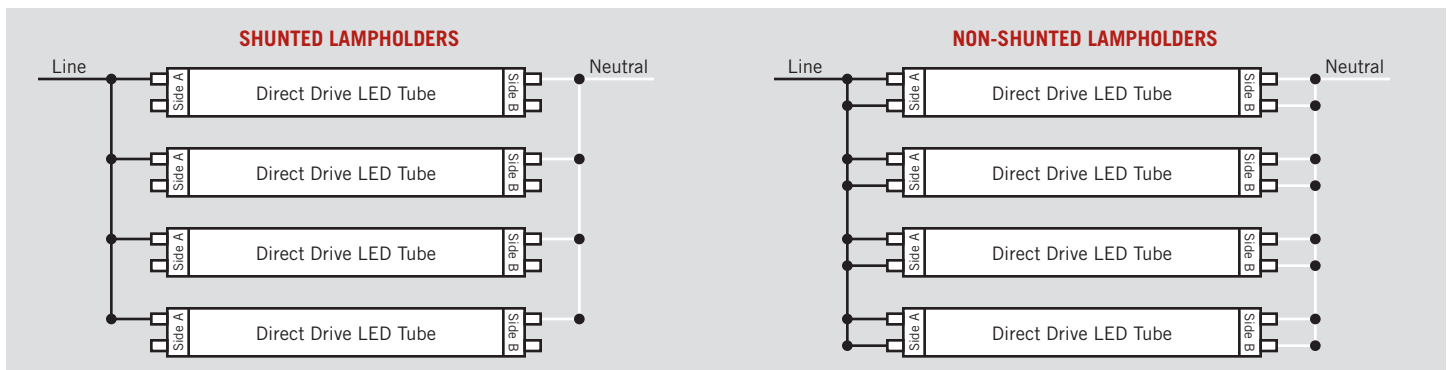 SHUNTED LAMPHOLDERS
Line
Neutral
Side A
Direct Drive LED Tube
Side B
Side A
Direct Drive LED Tube
Side B
Side A
Direct Drive LED Tube
Side B
Side A
Direct Drive LED Tube
Side B
NON-SHUNTED LAMPHOLDERS
Line
Neutral
Side A
Direct Drive LED Tube
Side B
Side A
Direct Drive LED Tube
Side B
Side A
Direct Drive LED Tube
Side B
Side A
Direct Drive LED Tube
Side B